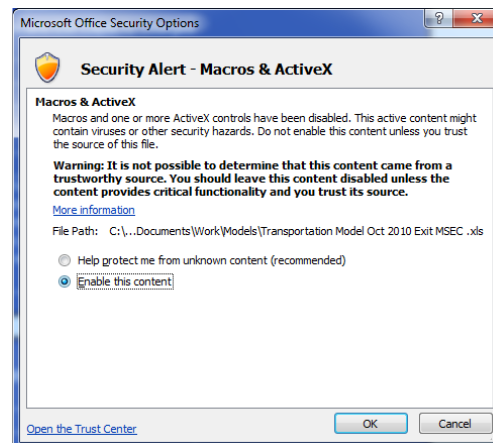 Microsoft Office Security Options
Security Alert - Macros & ActiveX
Macros & ActiveX
Macros and one or more ActiveX controls have been disabled. This active content might
contain viruses or other security hazards. Do not enable this content unless you trust
the source of this file.
Warning: It is not possible to determine that this content came from a
trustworthy source. You should leave this content disabled unless the
content provides critical functionality and you trust its source.
More information
File Path: C:\...Documents\Work\Models\Transportation Model Oct 2010 Exit MSEC .xls
Help protect me from unknown content (recommended)
Enable this content
Open the Trust Center
OK
Cancel